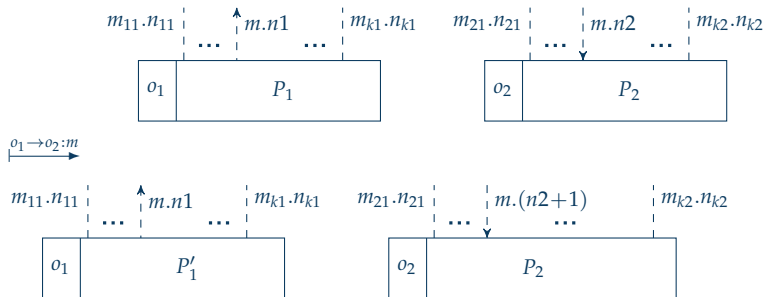 m₁₁.n₁₁ ... m.n1 ... mₖ₁.nₖ₁ m₂₁.n₂₁ ... m.n2 ... mₖ₂.nₖ₂
o₁ P₁ o₂ P₂
o₁→o₂:m
m₁₁.n₁₁ ... m.n1 ... mₖ₁.nₖ₁ m₂₁.n₂₁ ... m.(n2+1) ... mₖ₂.nₖ₂
o₁ P₁′ o₂ P₂